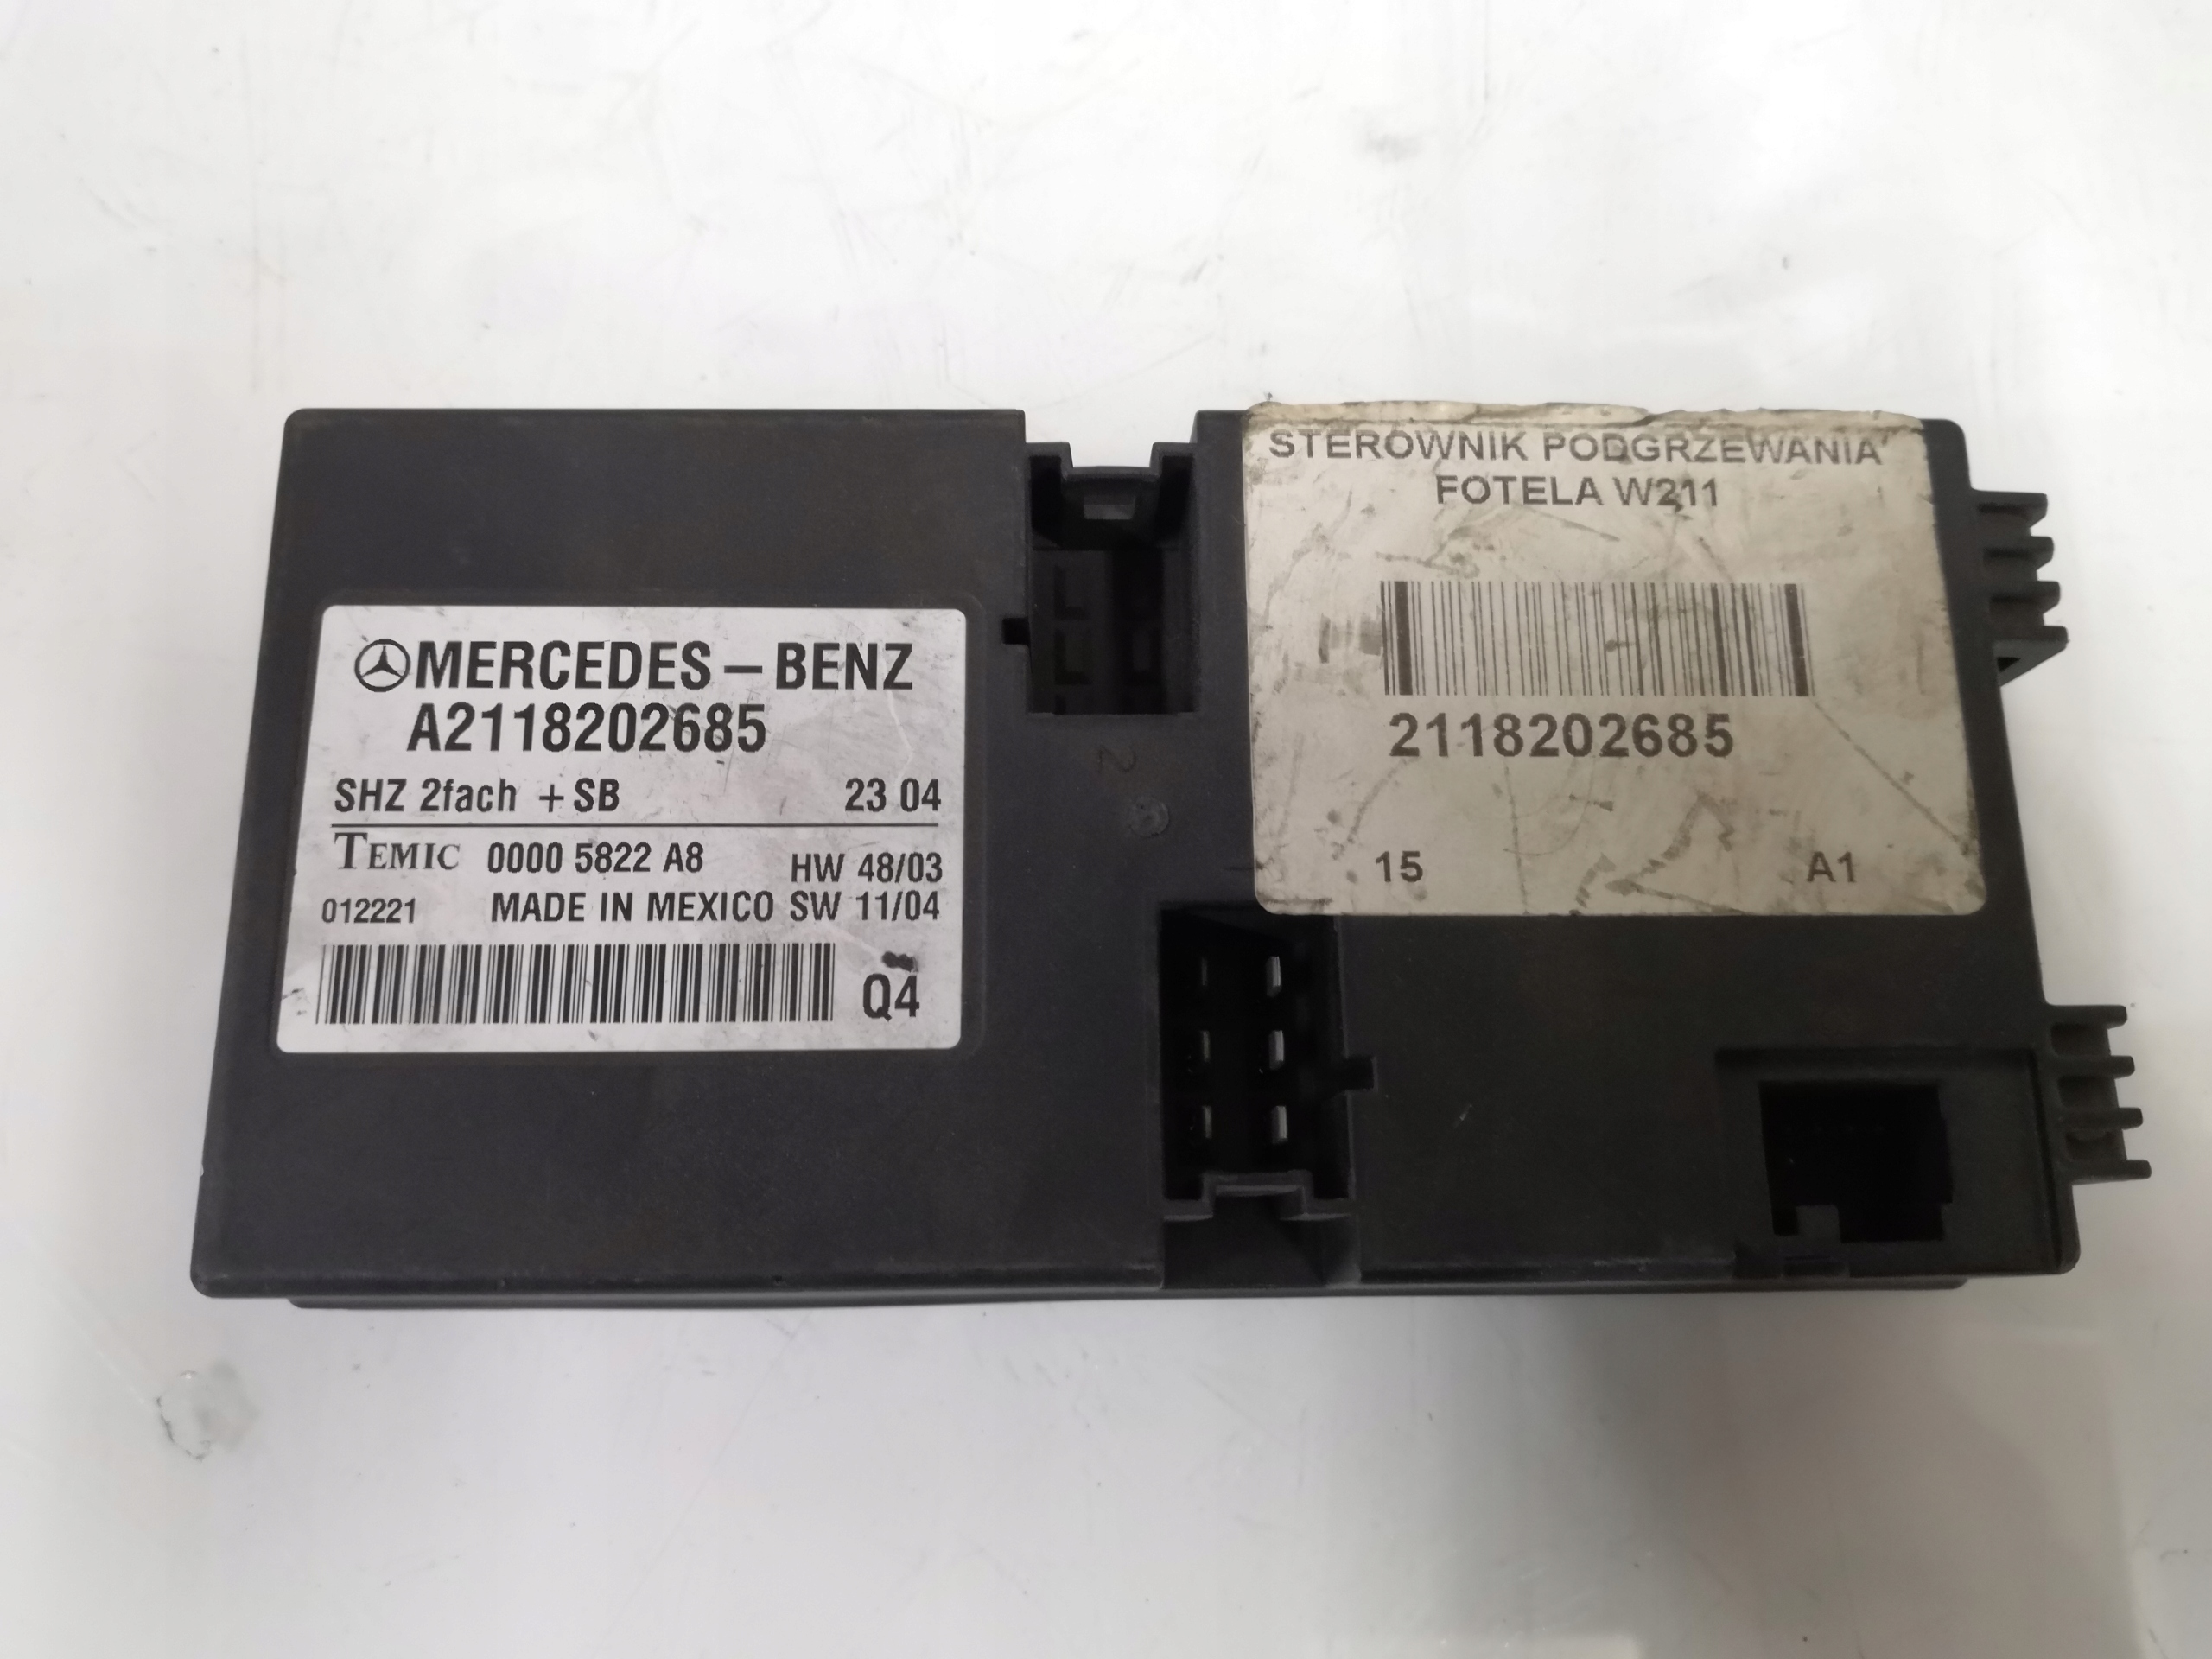 MERCEDES-BENZ
A2118202685
SHZ 2fach +SB 23 04
TEMIC 0000 5822 A8 HW 48/03
012221 MADE IN MEXICO SW 11/04
Q4
2
STEROWNIK PODGRZEWANIA
FOTELA W211
2118202685
15 A1